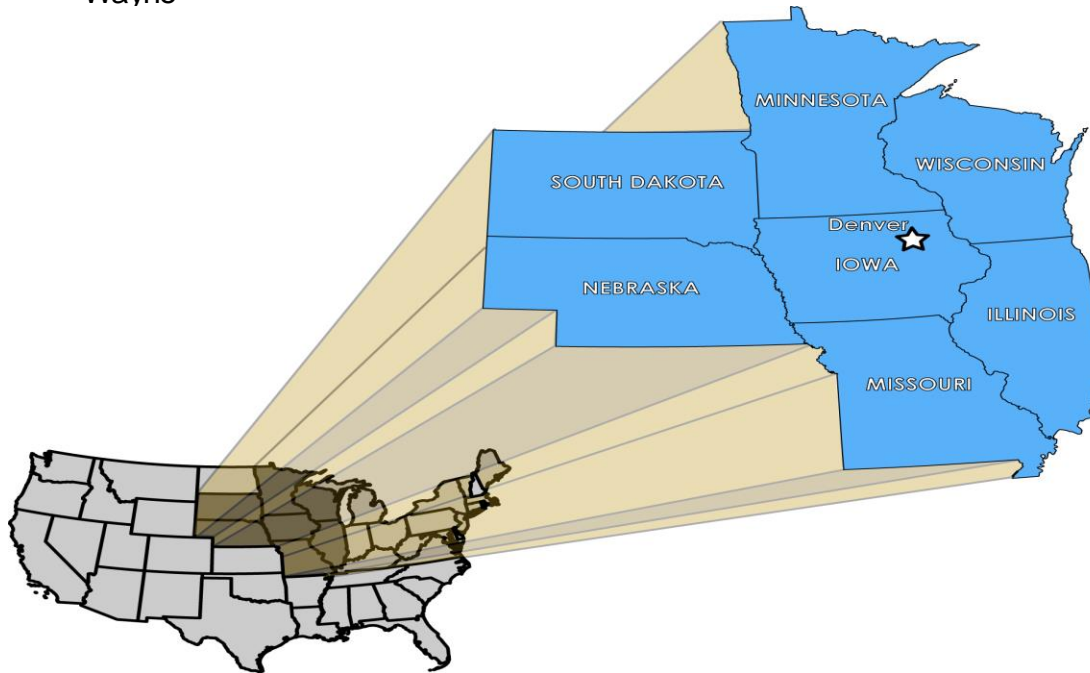 Wayne
MINNESOTA
WISCONSIN
SOUTH DAKOTA
Denver
IOWA
NEBRASKA
ILLINOIS
MISSOURI